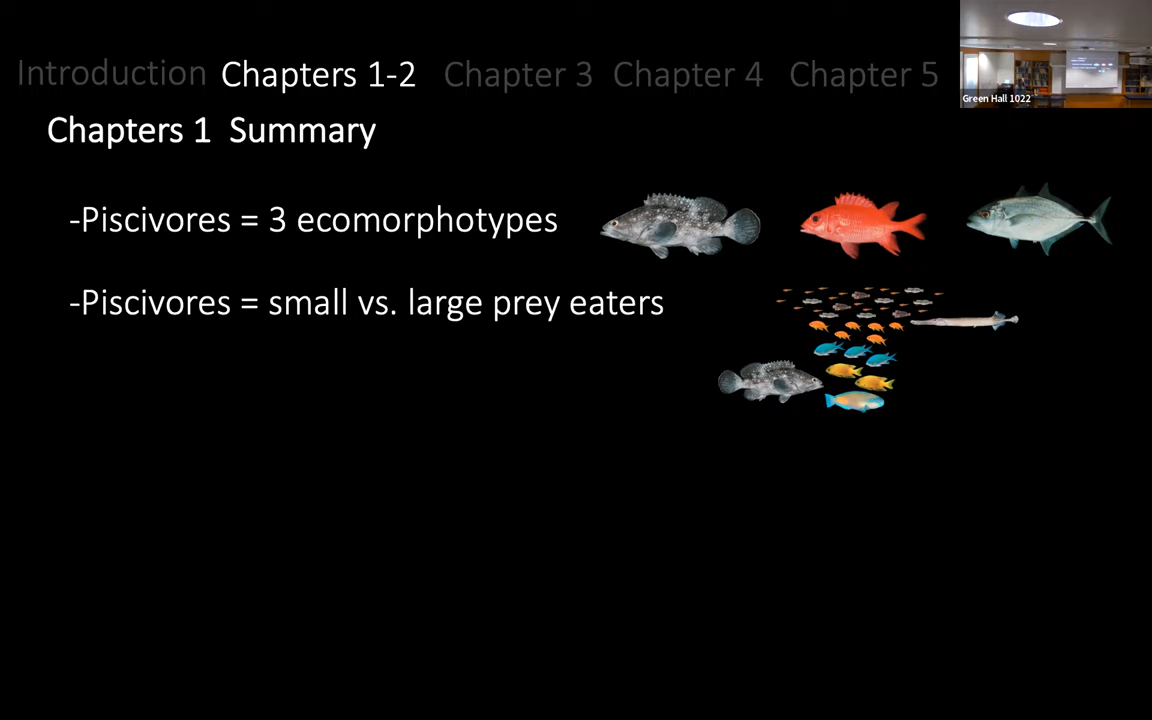 Introduction Chapters 1-2 Chapter 3 Chapter 4 Chapter 5
Green Hall 1022
Chapters 1 Summary
-Piscivores = 3 ecomorphotypes
-Piscivores = small vs. large prey eaters